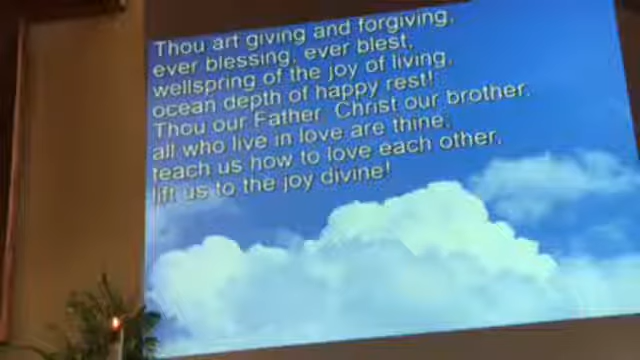 Thou art giving and forgiving,
ever blessing, ever blest,
wellspring of the joy of living,
ocean depth of happy rest!
Thou our Father, Christ our brother,
all who live in love are thine;
teach us how to love each other,
lift us to the joy divine!